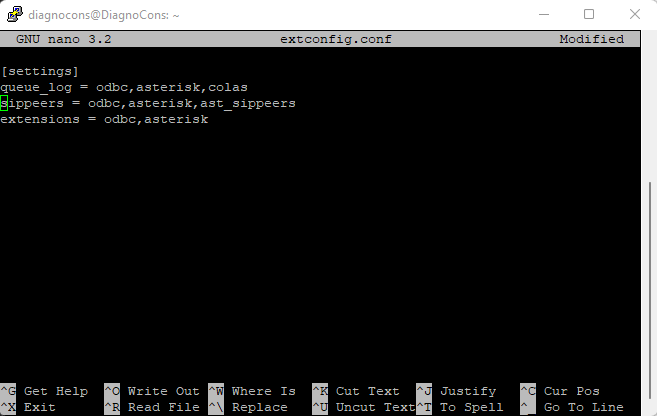 diagnocons@DiagnoCons: ~
GNU nano 3.2 extconfig.conf Modified
[settings]
queue_log = odbc,asterisk,colas
sippeers = odbc,asterisk,ast_sippeers
extensions = odbc,asterisk
^G Get Help ^O Write Out ^W Where Is ^K Cut Text ^J Justify ^C Cur Pos
^X Exit ^R Read File ^\ Replace ^U Uncut Text ^T To Spell ^_ Go To Line